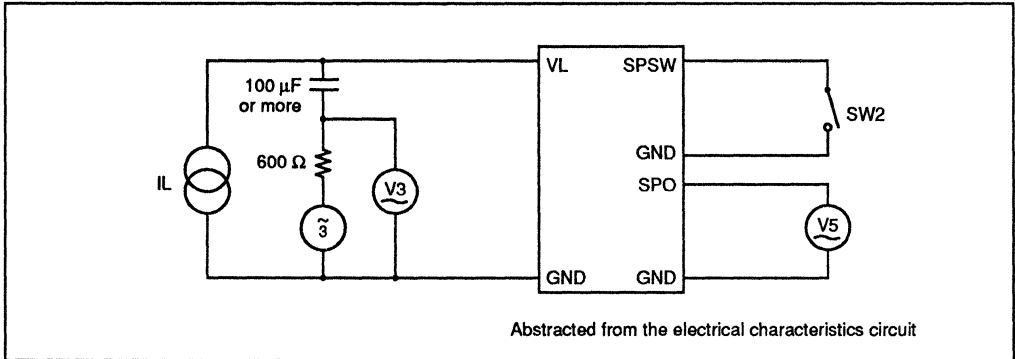 VL
SPSW
100 μF
or more
SW2
GND
600 Ω
SPO
IL
V3
~
3
V5
GND
GND
Abstracted from the electrical characteristics circuit